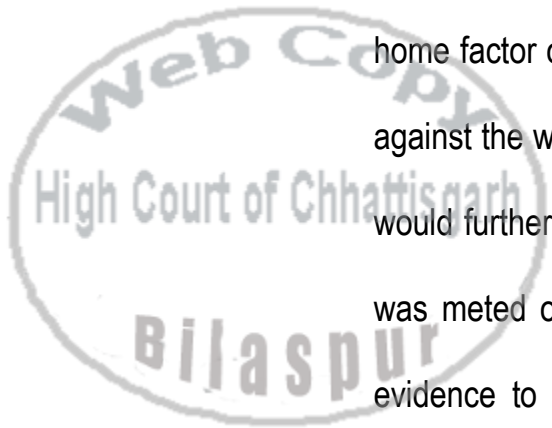 Web Copy
High Court of Chhattisgarh
Bilaspur
home factor
against the
would further
was meted
evidence to